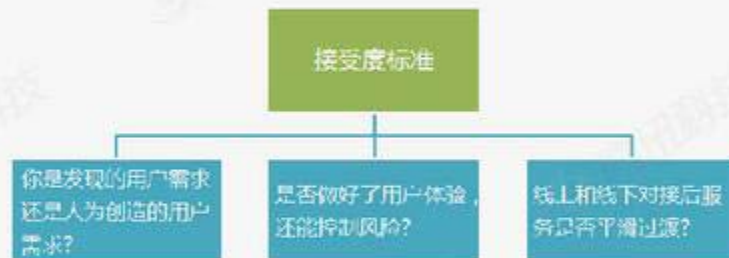 接受度标准
你是发现的用户需求
还是人为创造的用户
需求?
是否做好了用户体验，
还能控制风险?
线上和线下对接后服
务是否平滑过渡?